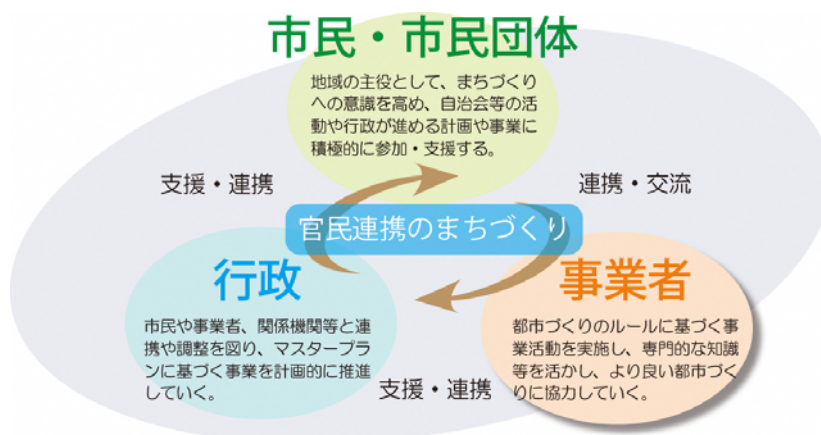 市民・市民団体
地域の主役として、まちづくり
への意識を高め、自治会等の活
動や行政が進める計画や事業に
積極的に参加・支援する。
支援・連携
連携・交流
官民連携のまちづくり
行政
市民や事業者、関係機関等と連
携や調整を図り、マスタープラ
ンに基づく事業を計画的に推進
していく。
事業者
都市づくりのルールに基づく事
業活動を実施し、専門的な知識
等を活かし、より良い都市づく
りに協力していく。
支援・連携